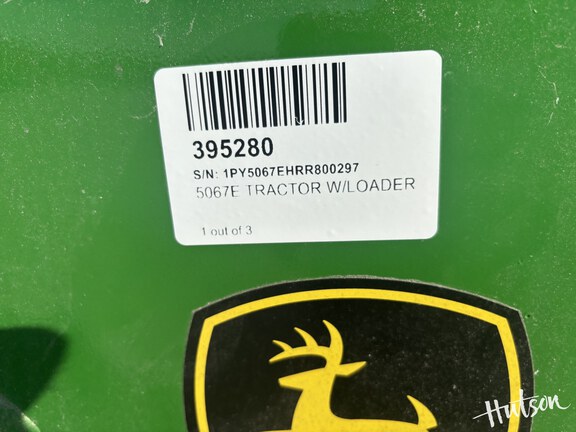 395280
S/N: 1PY5067EHRR800297
5067E TRACTOR W/LOADER
1 out of 3
Hutson